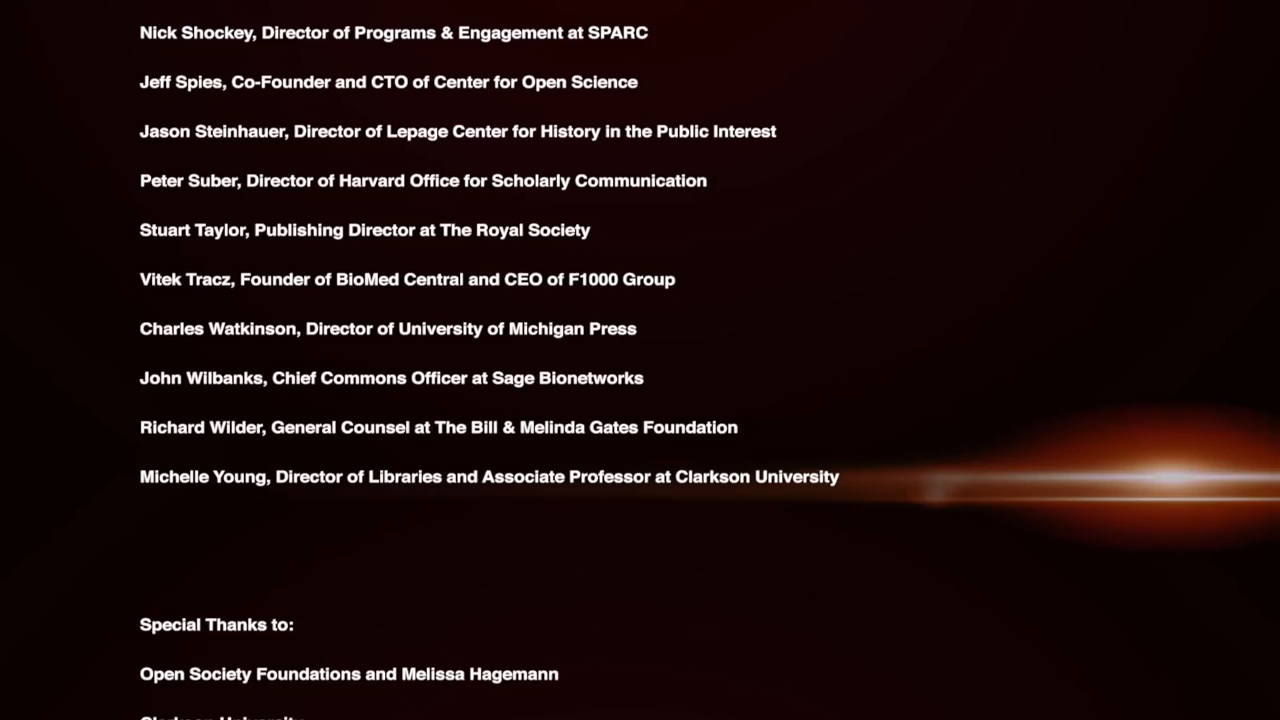 Nick Shockey, Director of Programs & Engagement at SPARC
Jeff Spies, Co-Founder and CTO of Center for Open Science
Jason Steinhauer, Director of Lepage Center for History in the Public Interest
Peter Suber, Director of Harvard Office for Scholarly Communication
Stuart Taylor, Publishing Director at The Royal Society
Vitek Tracz, Founder of BioMed Central and CEO of F1000 Group
Charles Watkinson, Director of University of Michigan Press
John Wilbanks, Chief Commons Officer at Sage Bionetworks
Richard Wilder, General Counsel at The Bill & Melinda Gates Foundation
Michelle Young, Director of Libraries and Associate Professor at Clarkson University
Special Thanks to:
Open Society Foundations and Melissa Hagemann
Clarkson University